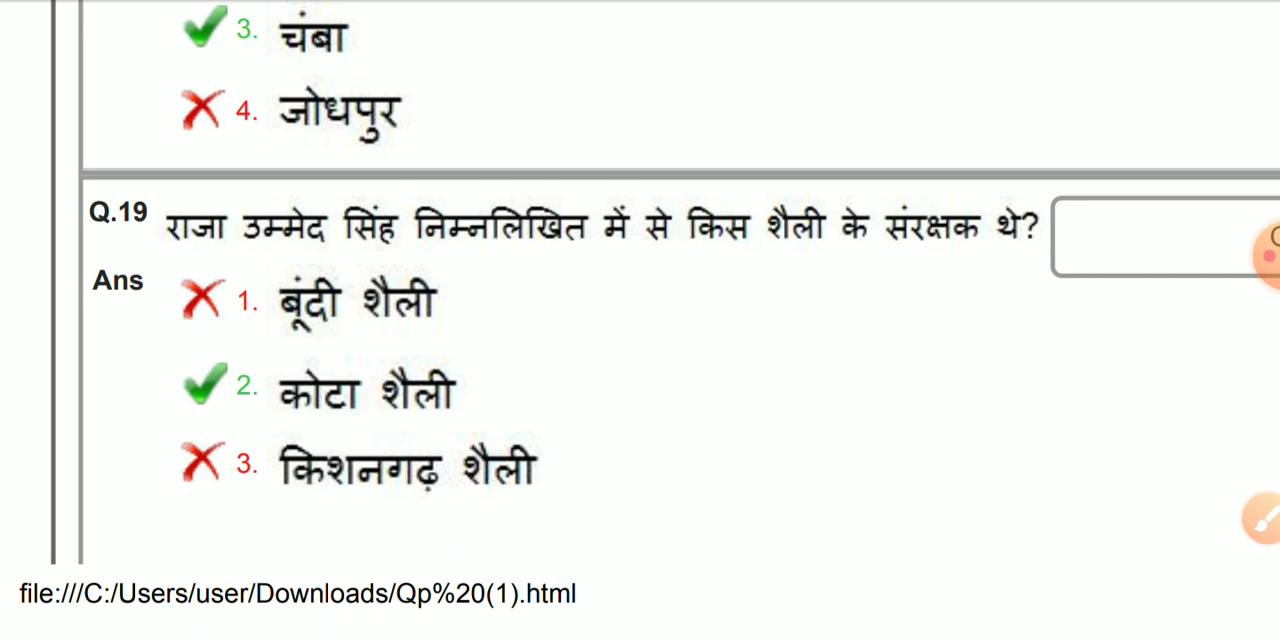 3. चंबा
4. जोधपुर
Q.19 राजा उम्मेद सिंह निम्नलिखित में से किस शैली के संरक्षक थे?
Ans 1. बूंदी शैली
2. कोटा शैली
3. किशनगढ़ शैली
file:///C:/Users/user/Downloads/Qp%20(1).html